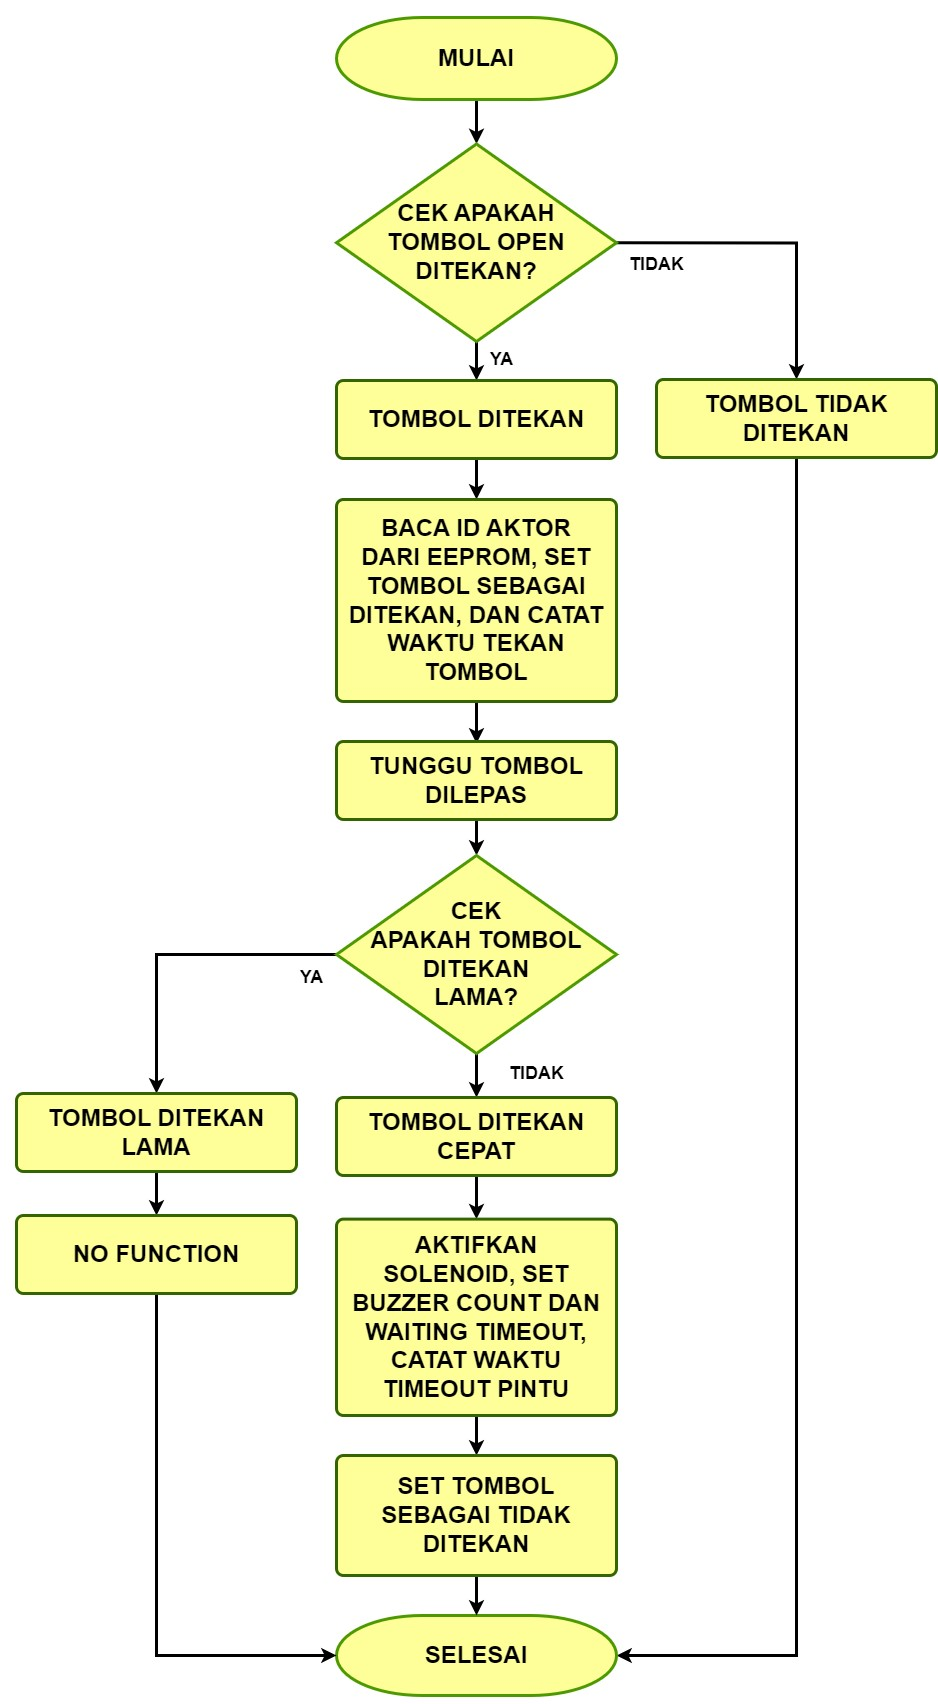 MULAI
CEK APAKAH
TOMBOL OPEN
DITEKAN?
TIDAK
YA
TOMBOL DITEKAN
TOMBOL TIDAK
DITEKAN
BACA ID AKTOR
DARI EEPROM, SET
TOMBOL SEBAGAI
DITEKAN, DAN CATAT
WAKTU TEKAN
TOMBOL
TUNGGU TOMBOL
DILEPAS
CEK
APAKAH TOMBOL
DITEKAN
LAMA?
YA
TIDAK
TOMBOL DITEKAN
LAMA
TOMBOL DITEKAN
CEPAT
NO FUNCTION
AKTIFKAN
SOLENOID, SET
BUZZER COUNT DAN
WAITING TIMEOUT,
CATAT WAKTU
TIMEOUT PINTU
SET TOMBOL
SEBAGAI TIDAK
DITEKAN
SELESAI